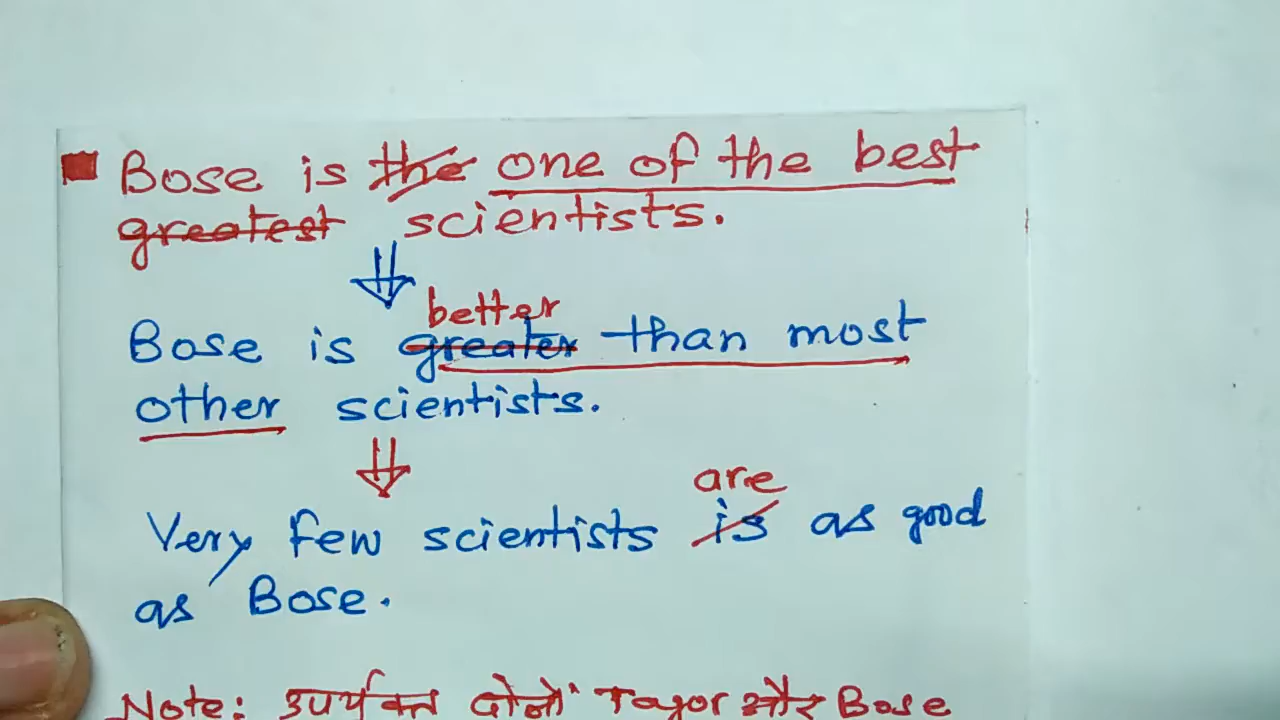 Bose is the one of the best
greatest scientists.
better
Bose is greater than most
other scientists.
are
Very few scientists is as good
as Bose.
Note: उपर्युक्त दोनों Tagor और Bose